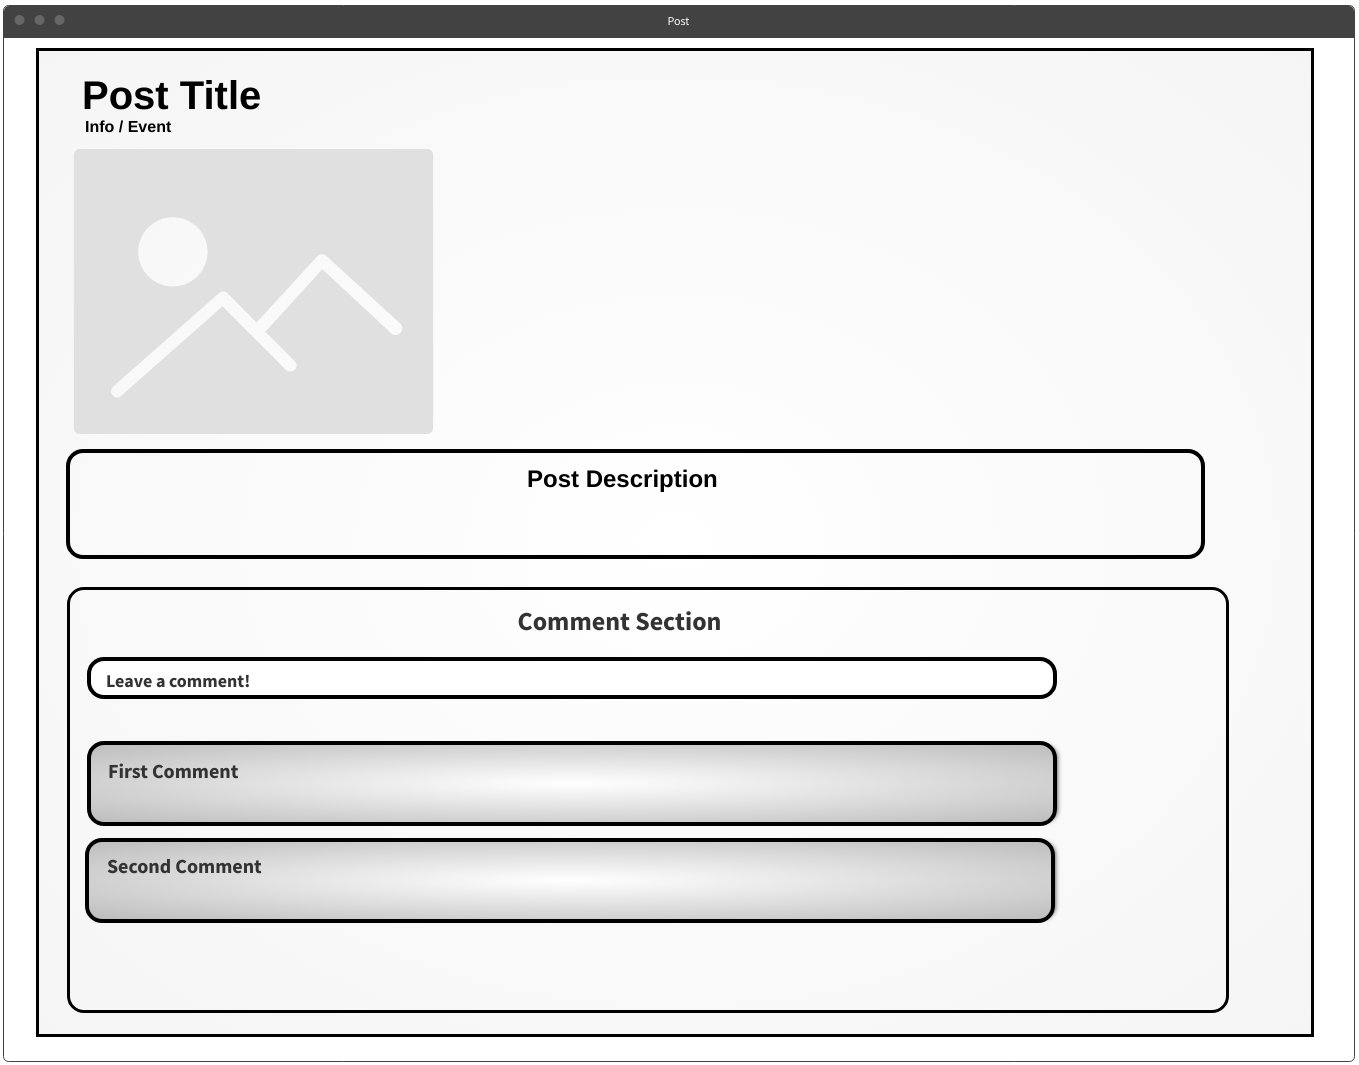 Post
Post Title
Info / Event
Post Description
Comment Section
Leave a comment!
First Comment
Second Comment